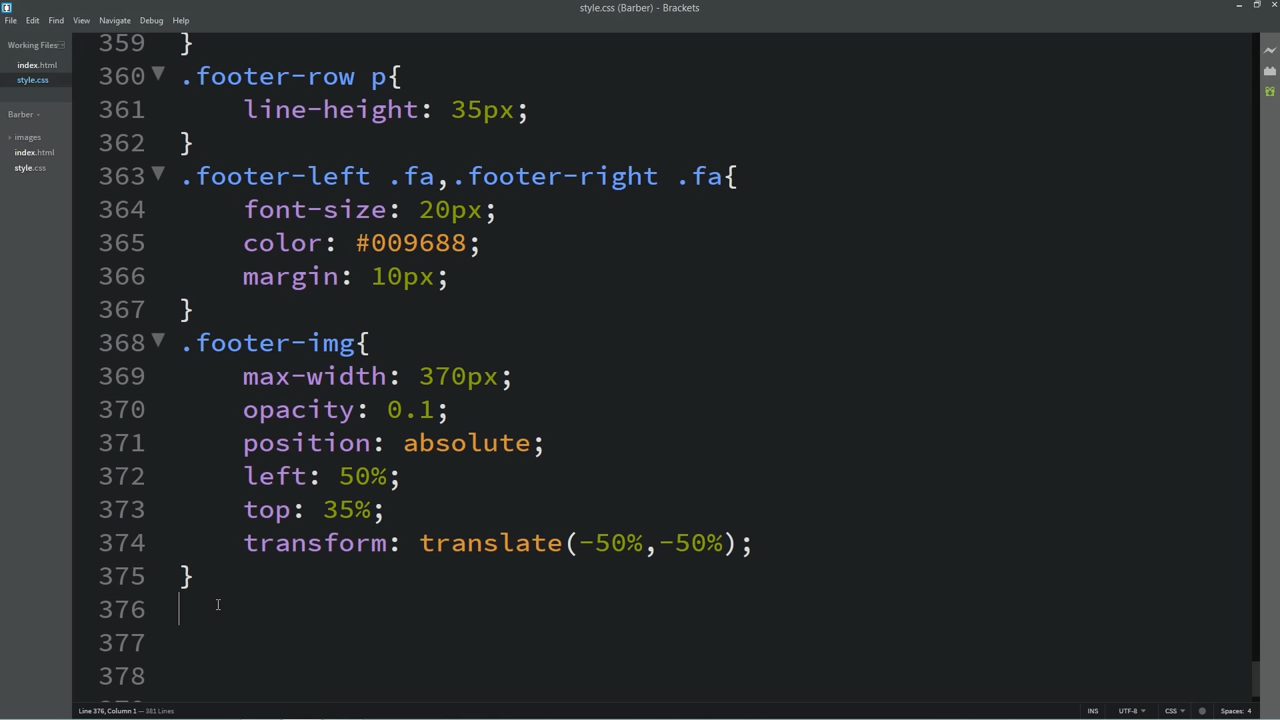 style.css (Barber) - Brackets
File Edit Find View Navigate Debug Help
Working Files
index.html
style.css
Barber
images
index.html
style.css
359 }
360 .footer-row p{
361 line-height: 35px;
362 }
363 .footer-left .fa,.footer-right .fa{
364 font-size: 20px;
365 color: #009688;
366 margin: 10px;
367 }
368 .footer-img{
369 max-width: 370px;
370 opacity: 0.1;
371 position: absolute;
372 left: 50%;
373 top: 35%;
374 transform: translate(-50%,-50%);
375 }
376
377
378
Line 376, Column 1 — 381 Lines
INS UTF-8 CSS Spaces: 4